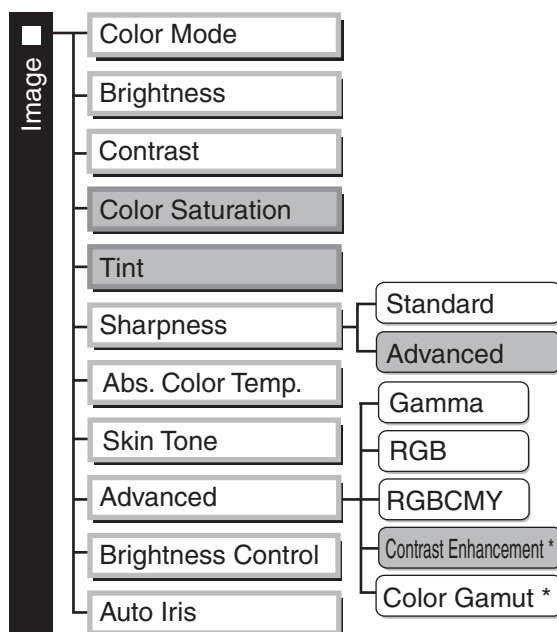 Image
Color Mode
Brightness
Contrast
Color Saturation
Tint
Sharpness
Standard
Advanced
Abs. Color Temp.
Skin Tone
Advanced
Gamma
RGB
RGBCMY
Contrast Enhancement *
Color Gamut *
Brightness Control
Auto Iris